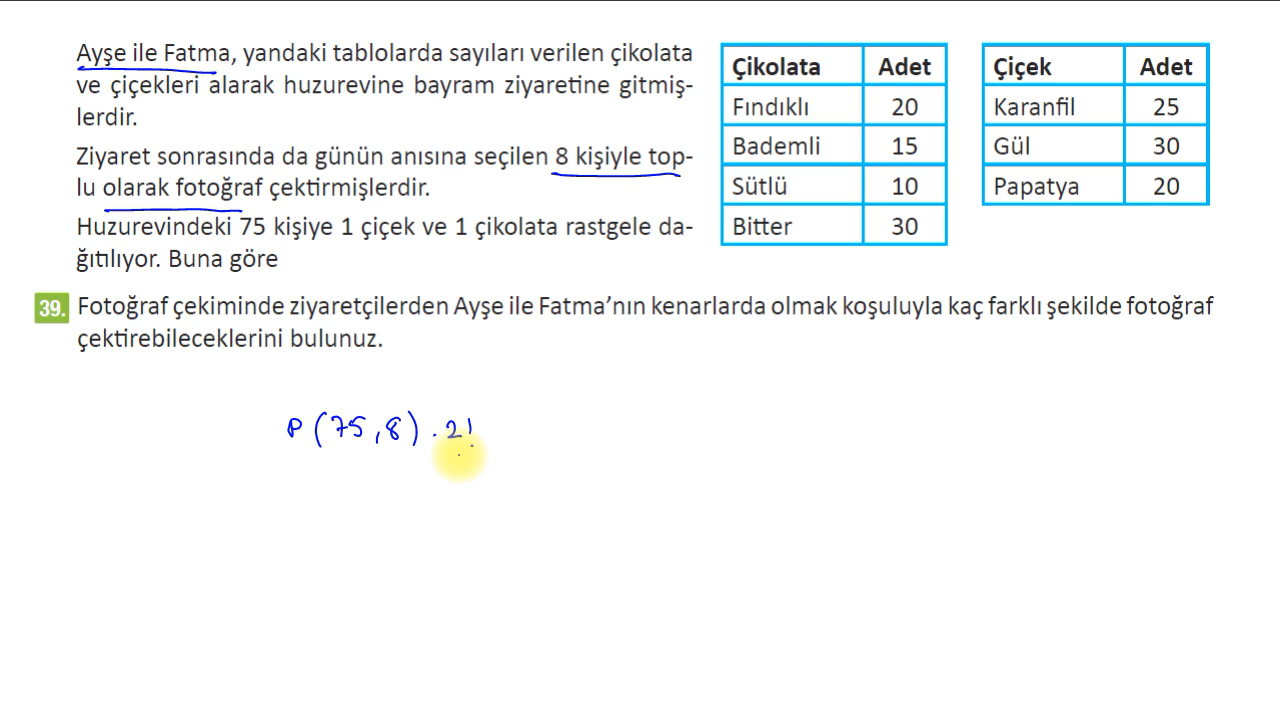 Ayşe ile Fatma, yandaki tablolarda sayıları verilen çikolata
ve çiçekleri alarak huzurevine bayram ziyaretine gitmiş-
lerdir.
Ziyaret sonrasında da günün anısına seçilen 8 kişiyle top-
lu olarak fotoğraf çektirmişlerdir.
Huzurevindeki 75 kişiye 1 çiçek ve 1 çikolata rastgele da-
ğıtılıyor. Buna göre
Çikolata Adet
Fındıklı 20
Bademli 15
Sütlü 10
Bitter 30
Çiçek Adet
Karanfil 25
Gül 30
Papatya 20
39. Fotoğraf çekiminde ziyaretçilerden Ayşe ile Fatma’nın kenarlarda olmak koşuluyla kaç farklı şekilde fotoğraf
çektirebileceklerini bulunuz.
P(75,8).2!